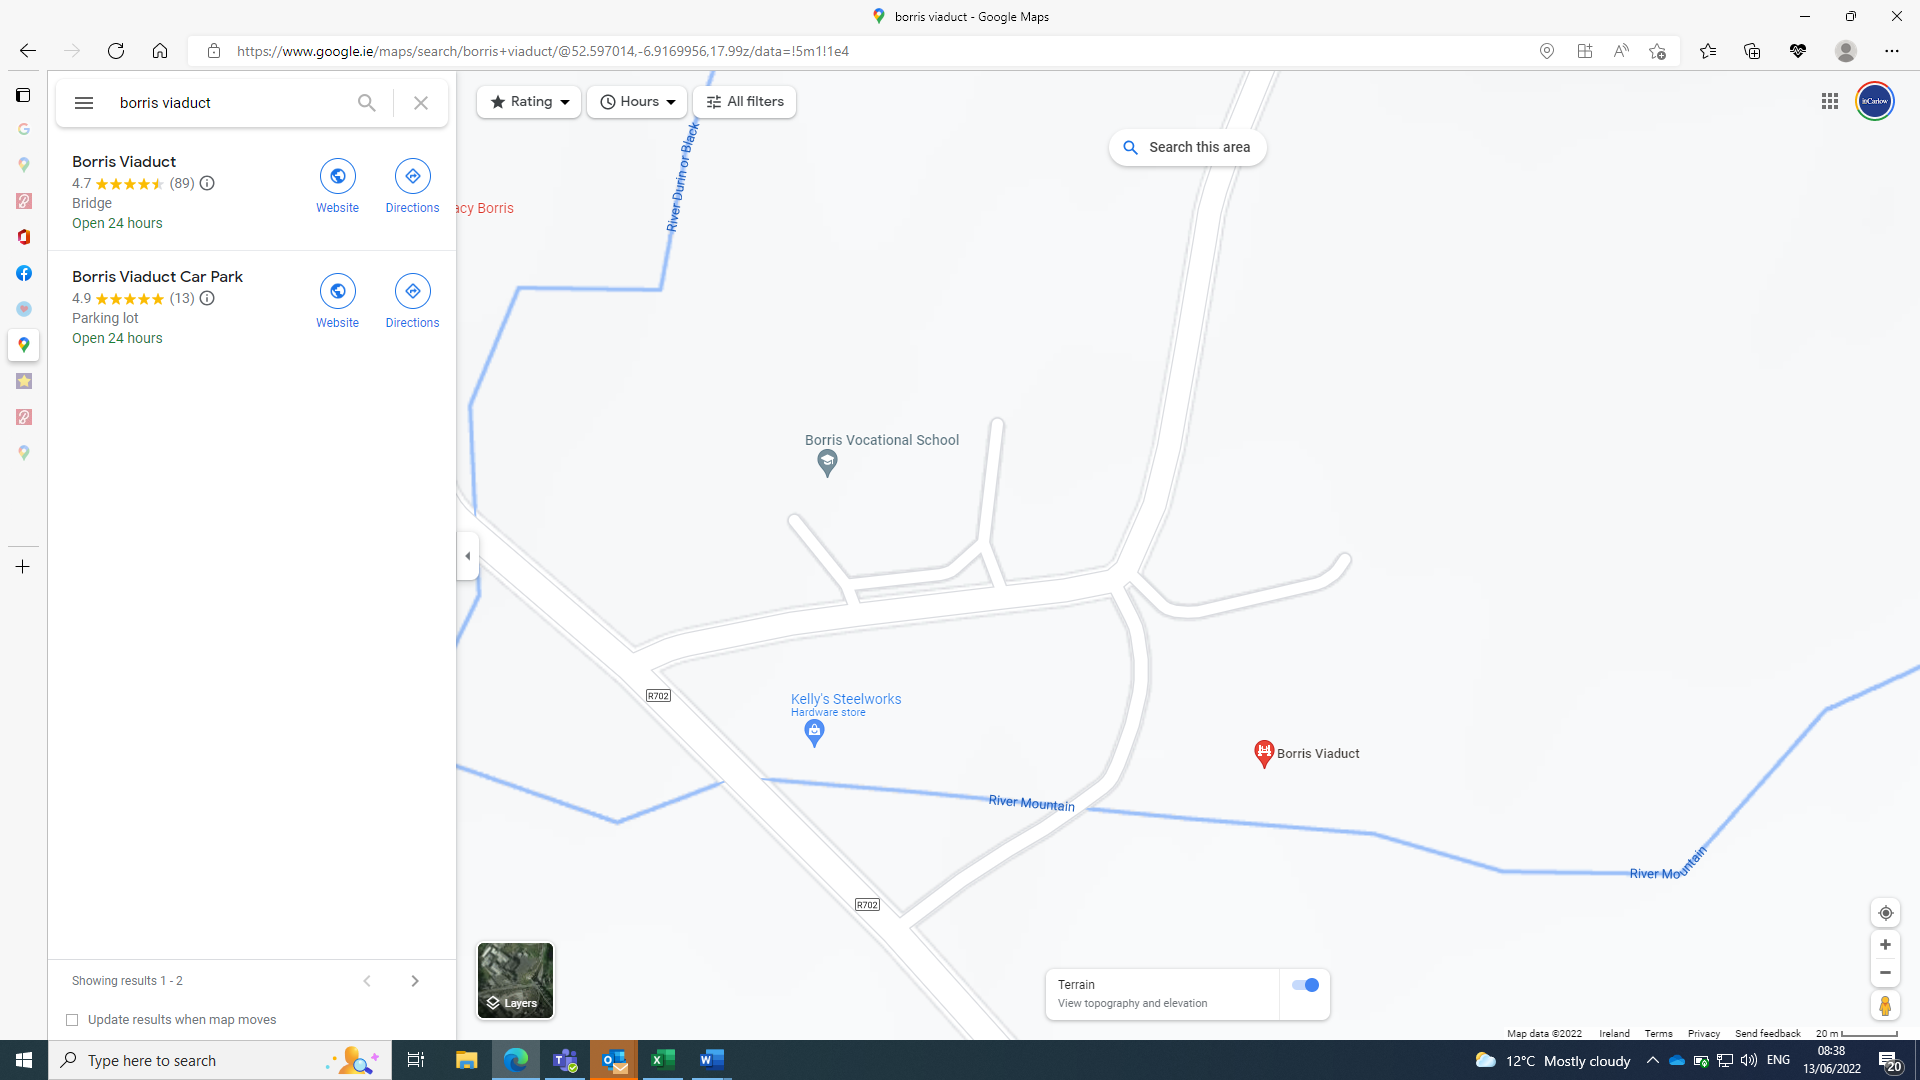 borris viaduct - Google Maps
https://www.google.ie/maps/search/borris+viaduct/@52.597014,-6.9169956,17.99z/data=!5m1!1e4
borris viaduct
Rating
Hours
All filters
itCarlow
Search this area
Borris Viaduct
4.7 (89)
Bridge
Open 24 hours
Website
Directions
Borris Viaduct Car Park
4.9 (13)
Parking lot
Open 24 hours
Website
Directions
acy Borris
River Durin or Black
Borris Vocational School
Kelly's Steelworks
Hardware store
R702
Borris Viaduct
River Mountain
River Mountain
R702
Layers
Terrain
View topography and elevation
Showing results 1 - 2
Update results when map moves
Map data ©2022 Ireland Terms Privacy Send feedback 20 m
Type here to search
12°C Mostly cloudy
ENG
08:38
13/06/2022
20